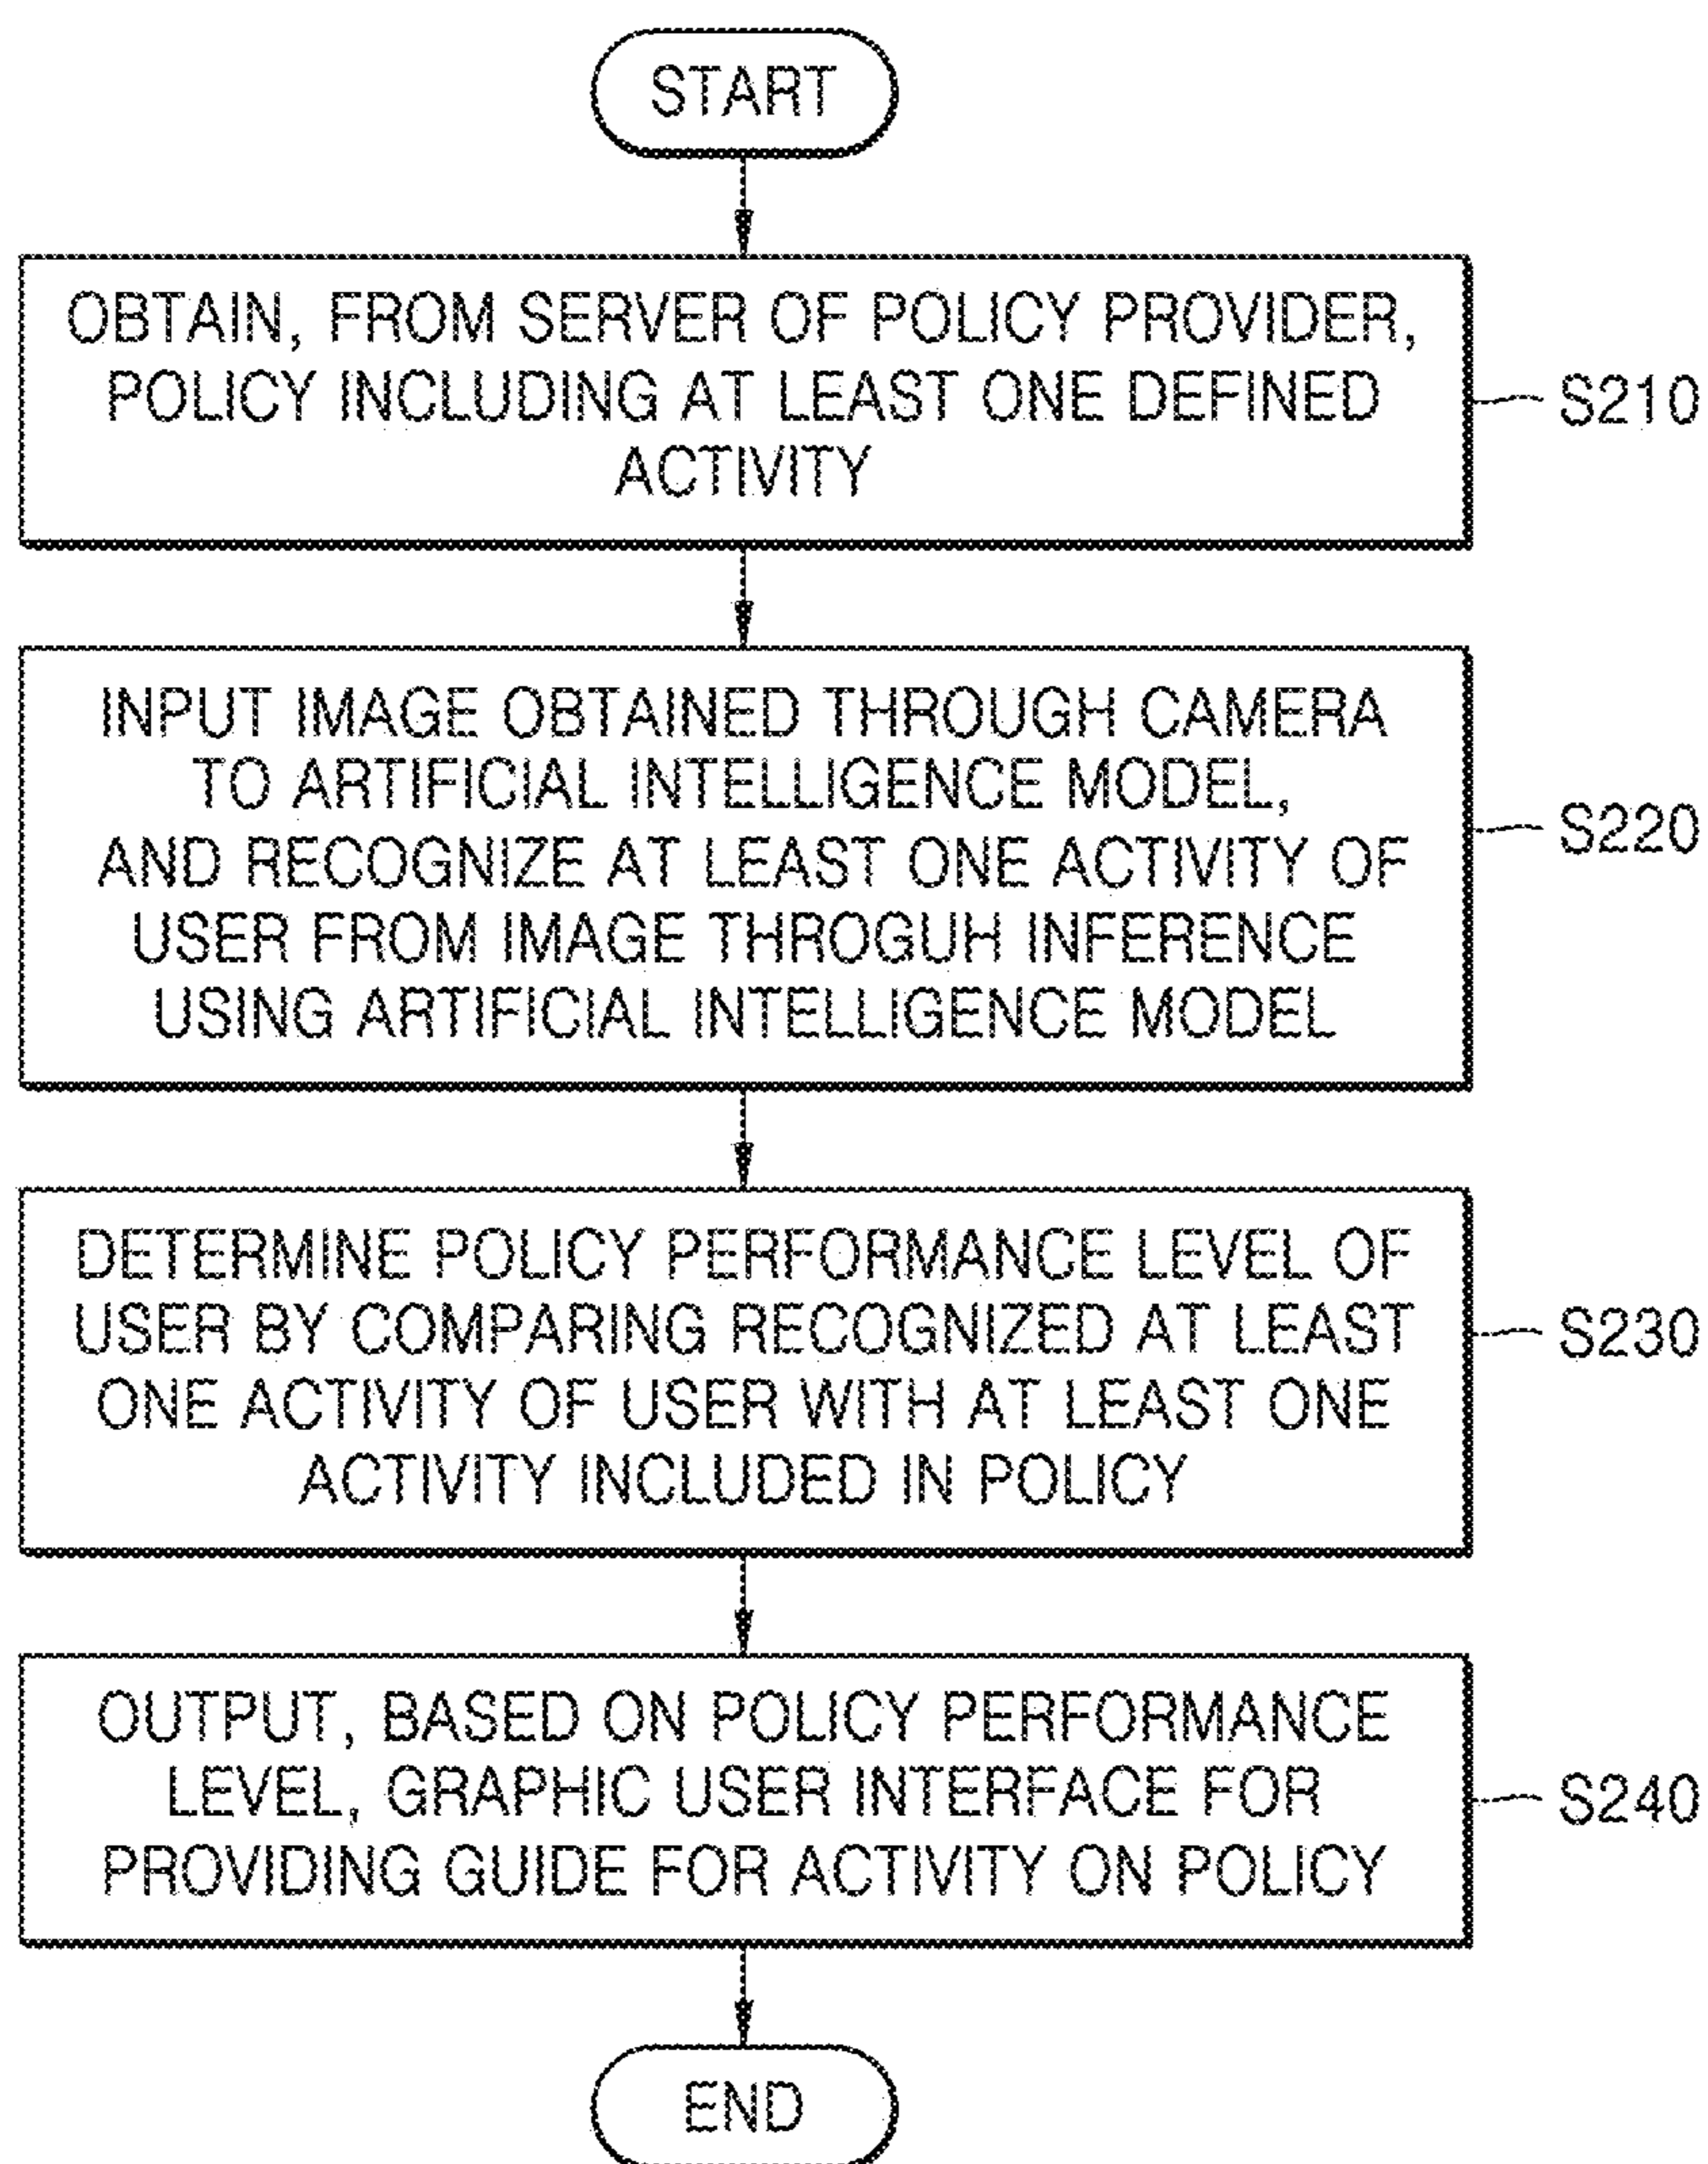 START
OBTAIN, FROM SERVER OF POLICY PROVIDER,
POLICY INCLUDING AT LEAST ONE DEFINED
ACTIVITY
S210
INPUT IMAGE OBTAINED THROUGH CAMERA
TO ARTIFICIAL INTELLIGENCE MODEL,
AND RECOGNIZE AT LEAST ONE ACTIVITY OF
USER FROM IMAGE THROGUH INFERENCE
USING ARTIFICIAL INTELLIGENCE MODEL
S220
DETERMINE POLICY PERFORMANCE LEVEL OF
USER BY COMPARING RECOGNIZED AT LEAST
ONE ACTIVITY OF USER WITH AT LEAST ONE
ACTIVITY INCLUDED IN POLICY
S230
OUTPUT, BASED ON POLICY PERFORMANCE
LEVEL, GRAPHIC USER INTERFACE FOR
PROVIDING GUIDE FOR ACTIVITY ON POLICY
S240
END